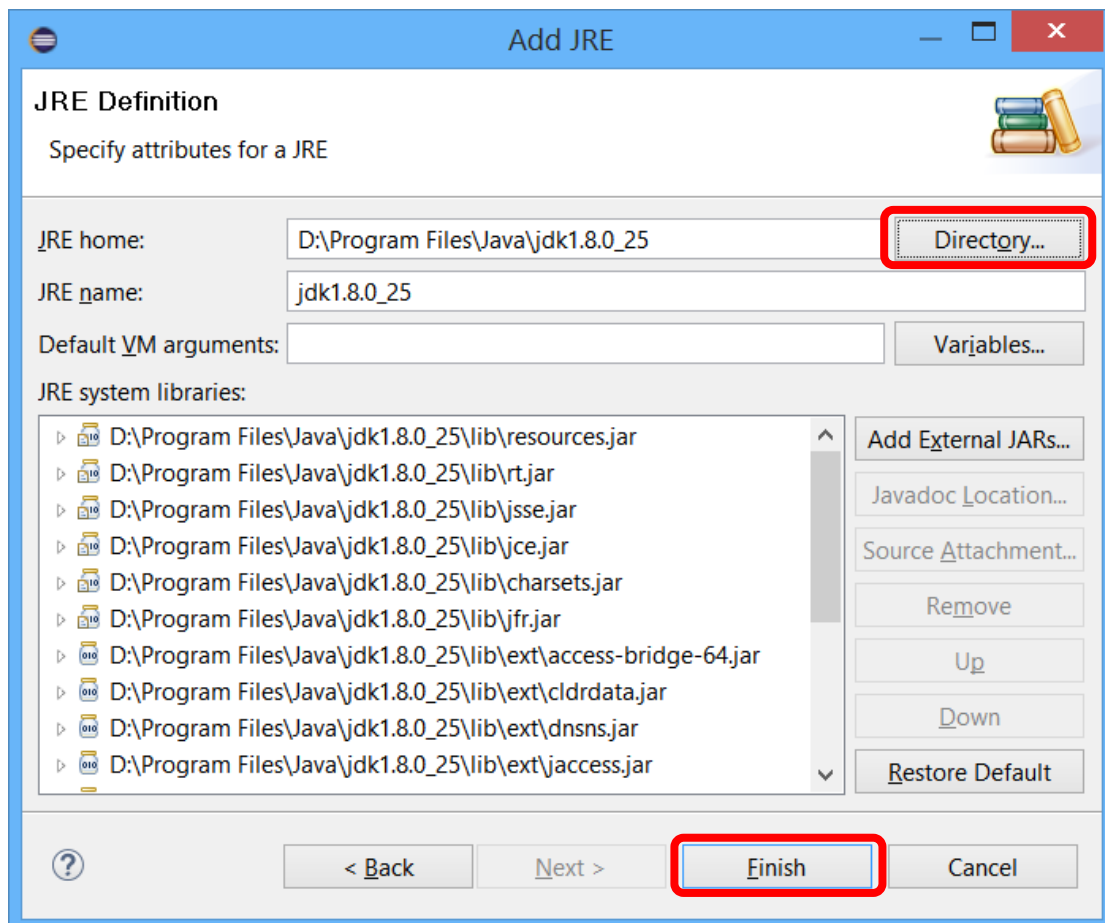 Add JRE
JRE Definition
Specify attributes for a JRE
JRE home: D:\Program Files\Java\jdk1.8.0_25 Directory...
JRE name: jdk1.8.0_25
Default VM arguments: Variables...
JRE system libraries:
D:\Program Files\Java\jdk1.8.0_25\lib\resources.jar
D:\Program Files\Java\jdk1.8.0_25\lib\rt.jar
D:\Program Files\Java\jdk1.8.0_25\lib\jsse.jar
D:\Program Files\Java\jdk1.8.0_25\lib\jce.jar
D:\Program Files\Java\jdk1.8.0_25\lib\charsets.jar
D:\Program Files\Java\jdk1.8.0_25\lib\jfr.jar
D:\Program Files\Java\jdk1.8.0_25\lib\ext\access-bridge-64.jar
D:\Program Files\Java\jdk1.8.0_25\lib\ext\cldrdata.jar
D:\Program Files\Java\jdk1.8.0_25\lib\ext\dnsns.jar
D:\Program Files\Java\jdk1.8.0_25\lib\ext\jaccess.jar
Add External JARs...
Javadoc Location...
Source Attachment...
Remove
Up
Down
Restore Default
? < Back Next > Finish Cancel